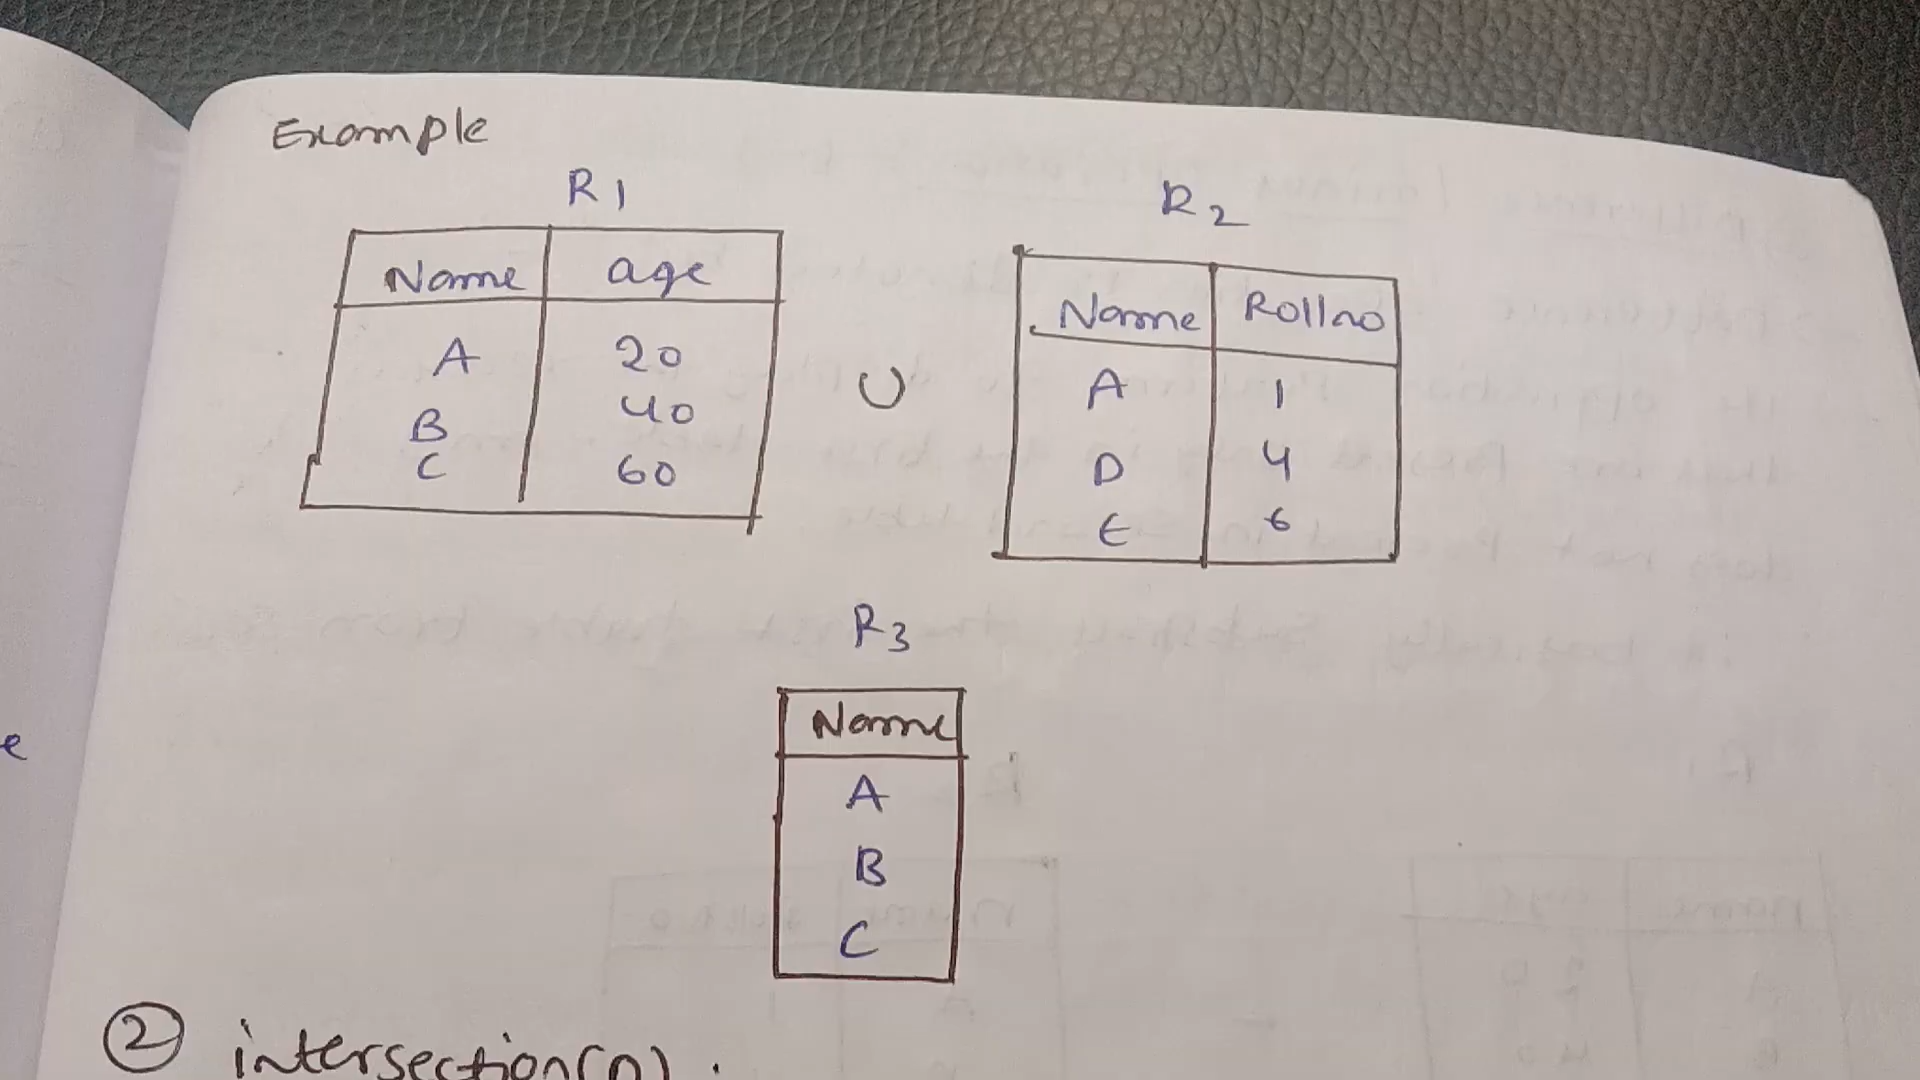 Example
R1
Name age
A 20
B 40
C 60
U
R2
Name Rollno
A 1
D 4
E 6
R3
Name
A
B
C
② intersection(n).
e